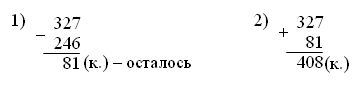 1) 327
− 246
81 (к.) – осталось
2) 327
+ 81
408 (к.)